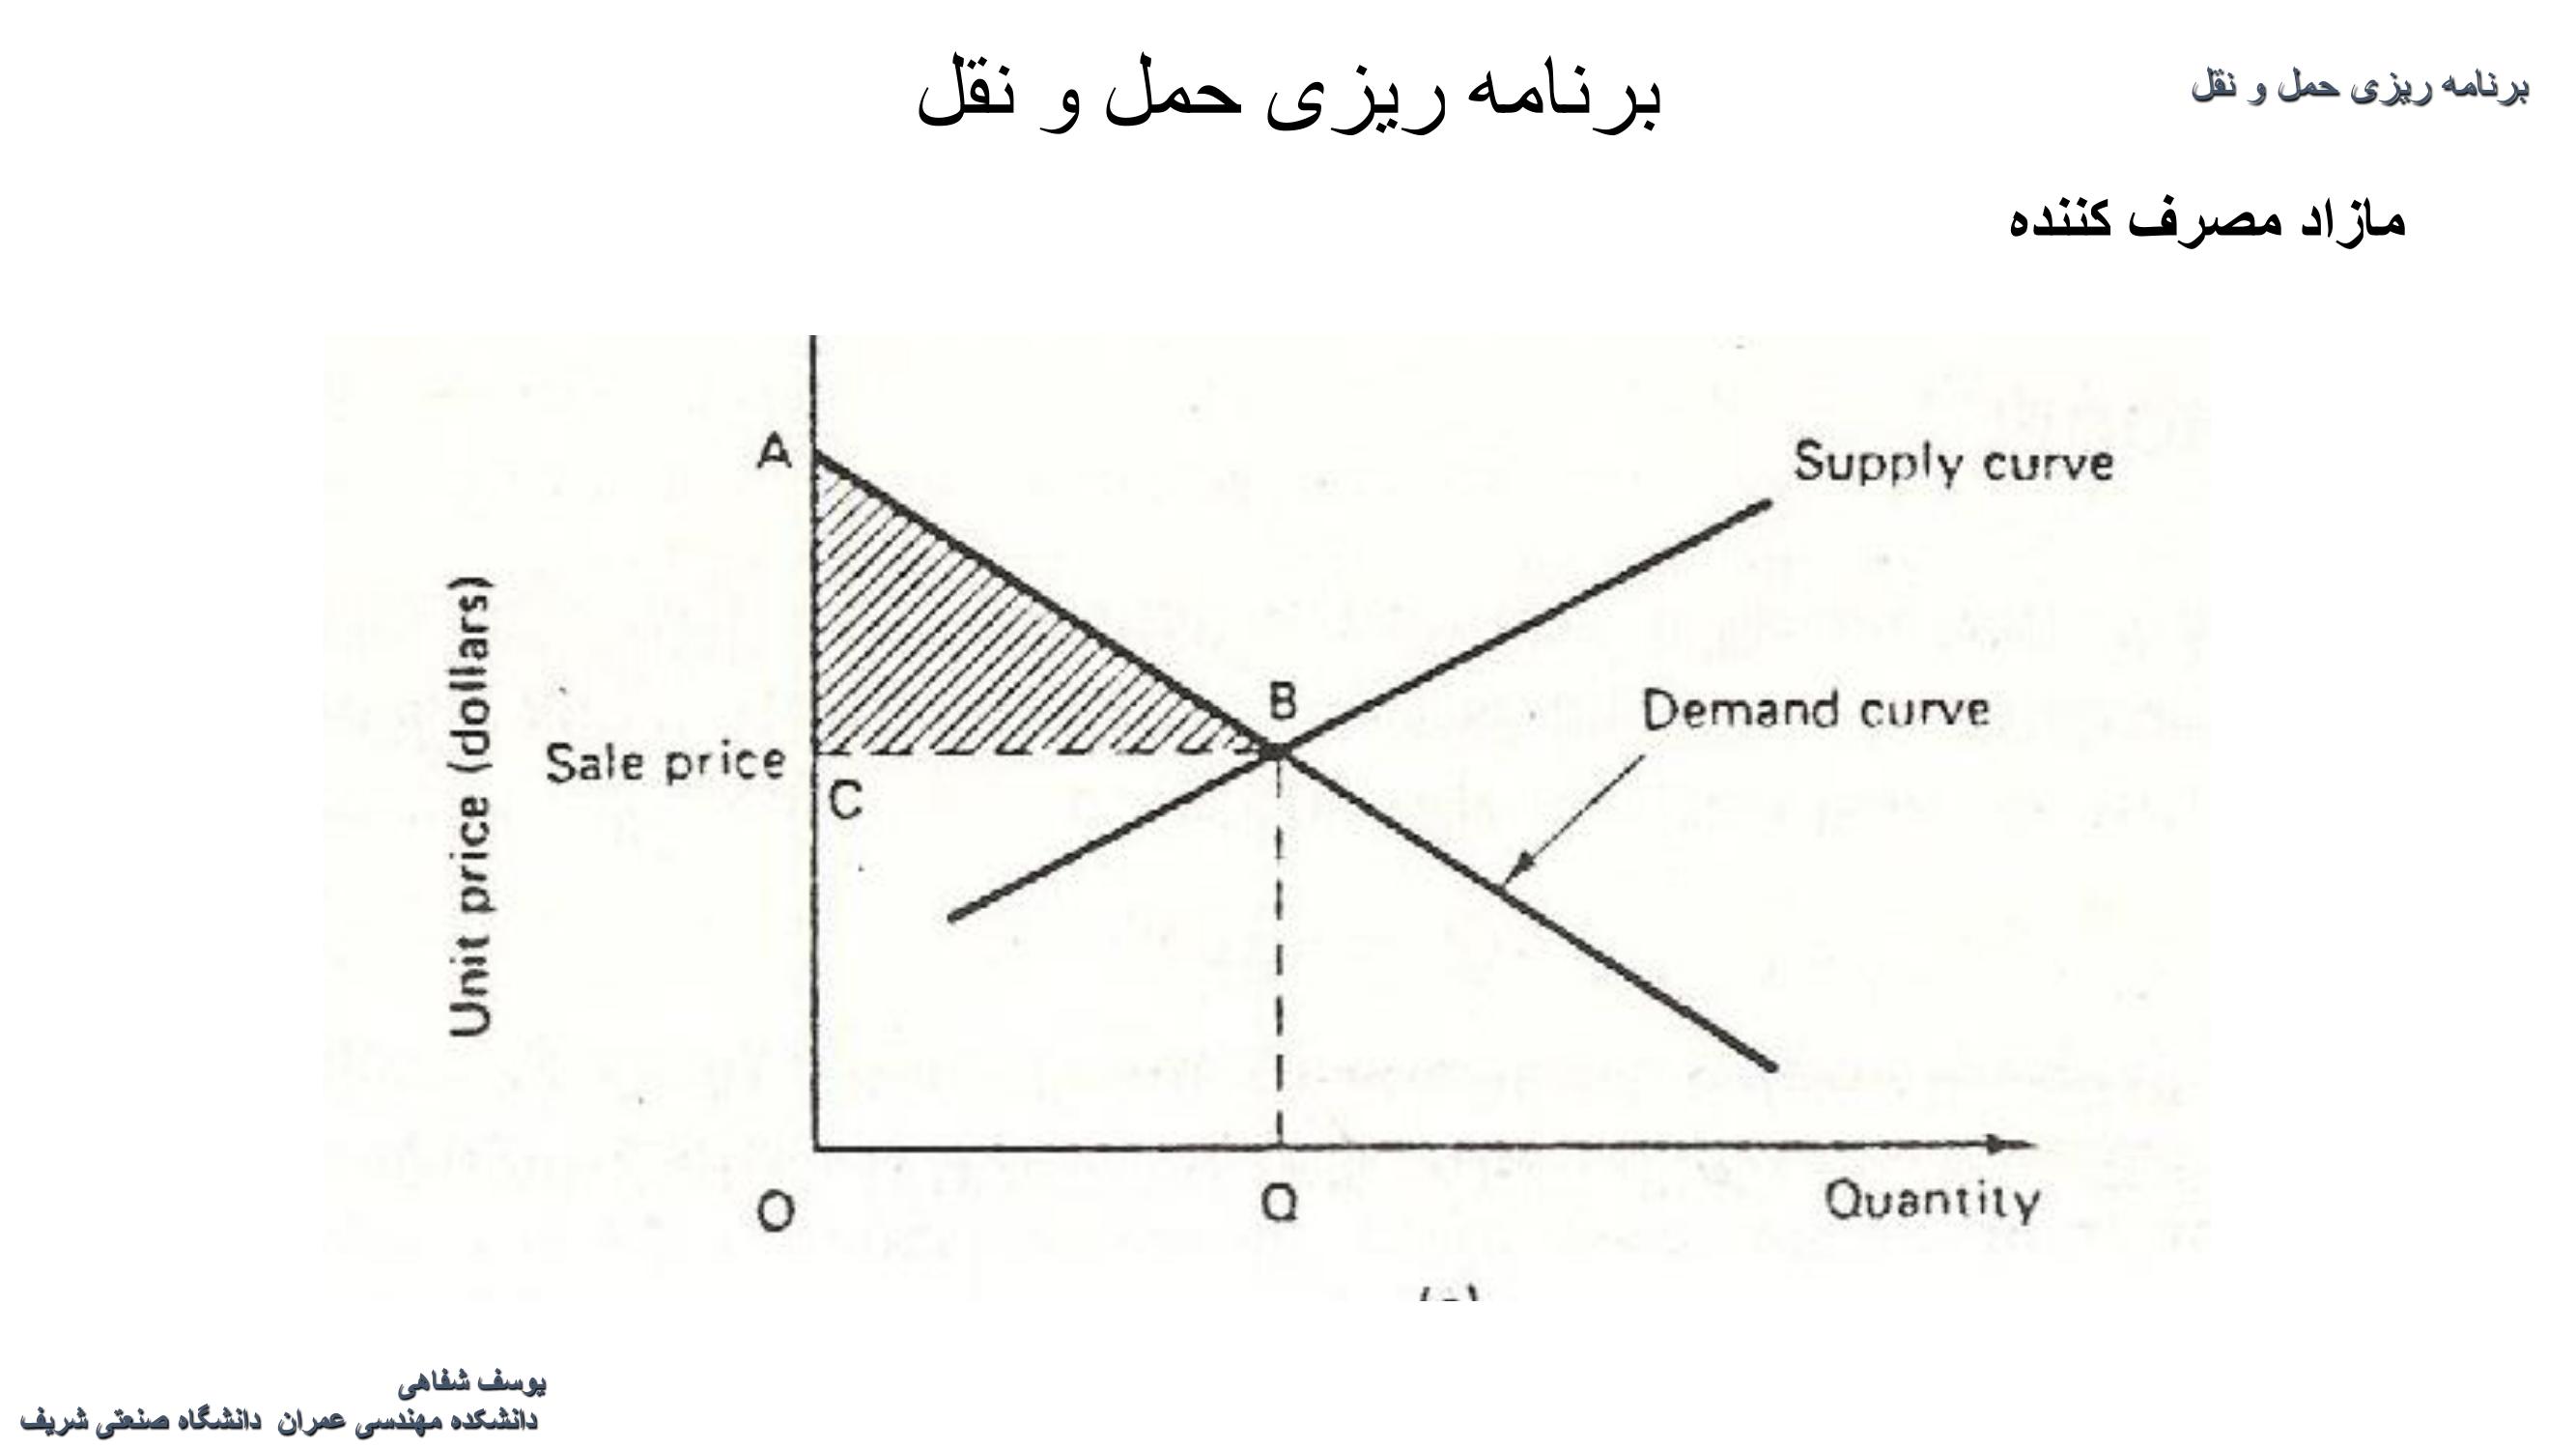 برنامه ریزی حمل و نقل
برنامه ریزی حمل و نقل
مازاد مصرف کننده
A
Supply curve
Unit price (dollars)
B
Demand curve
Sale price
C
O
Q
Quantity
یوسف شفاهی
دانشکده مهندسی عمران دانشگاه صنعتی شریف